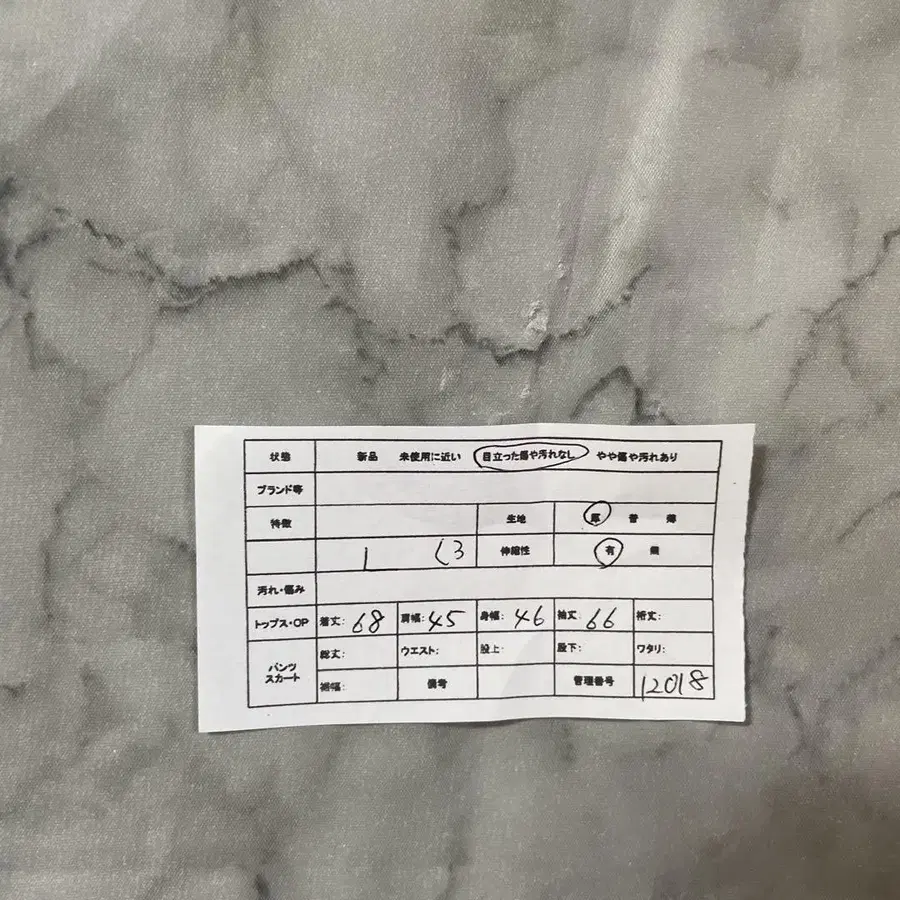 状態 新品 未使用に近い 目立った傷や汚れなし やや傷や汚れあり
ブランド等
特徴 生地 厚 普 薄
L 伸縮性 有 無
汚れ・傷み
トップス・OP 着丈: 68 肩幅: 45 身幅: 46 袖丈: 66 裄丈:
パンツ スカート 総丈: ウエスト: 股上: 股下: ワタリ:
裾幅: 備考 管理番号 12018